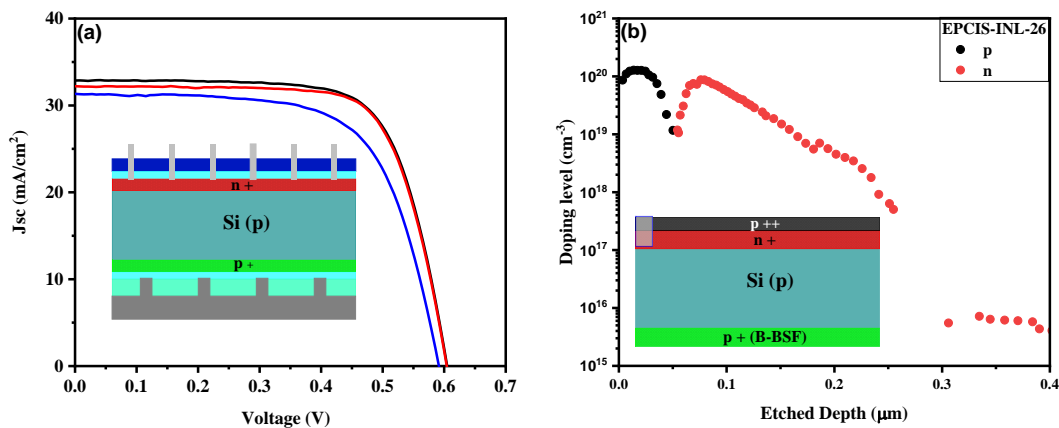 (a)
Jsc (mA/cm²)
40
30
20
10
0
0.0 0.1 0.2 0.3 0.4 0.5 0.6 0.7
Voltage (V)
n +
Si (p)
p +
(b)
EPCIS-INL-26
p
n
Doping level (cm⁻³)
10²¹
10²⁰
10¹⁹
10¹⁸
10¹⁷
10¹⁶
10¹⁵
0.0 0.1 0.2 0.3 0.4
Etched Depth (μm)
p ++
n +
Si (p)
p + (B-BSF)